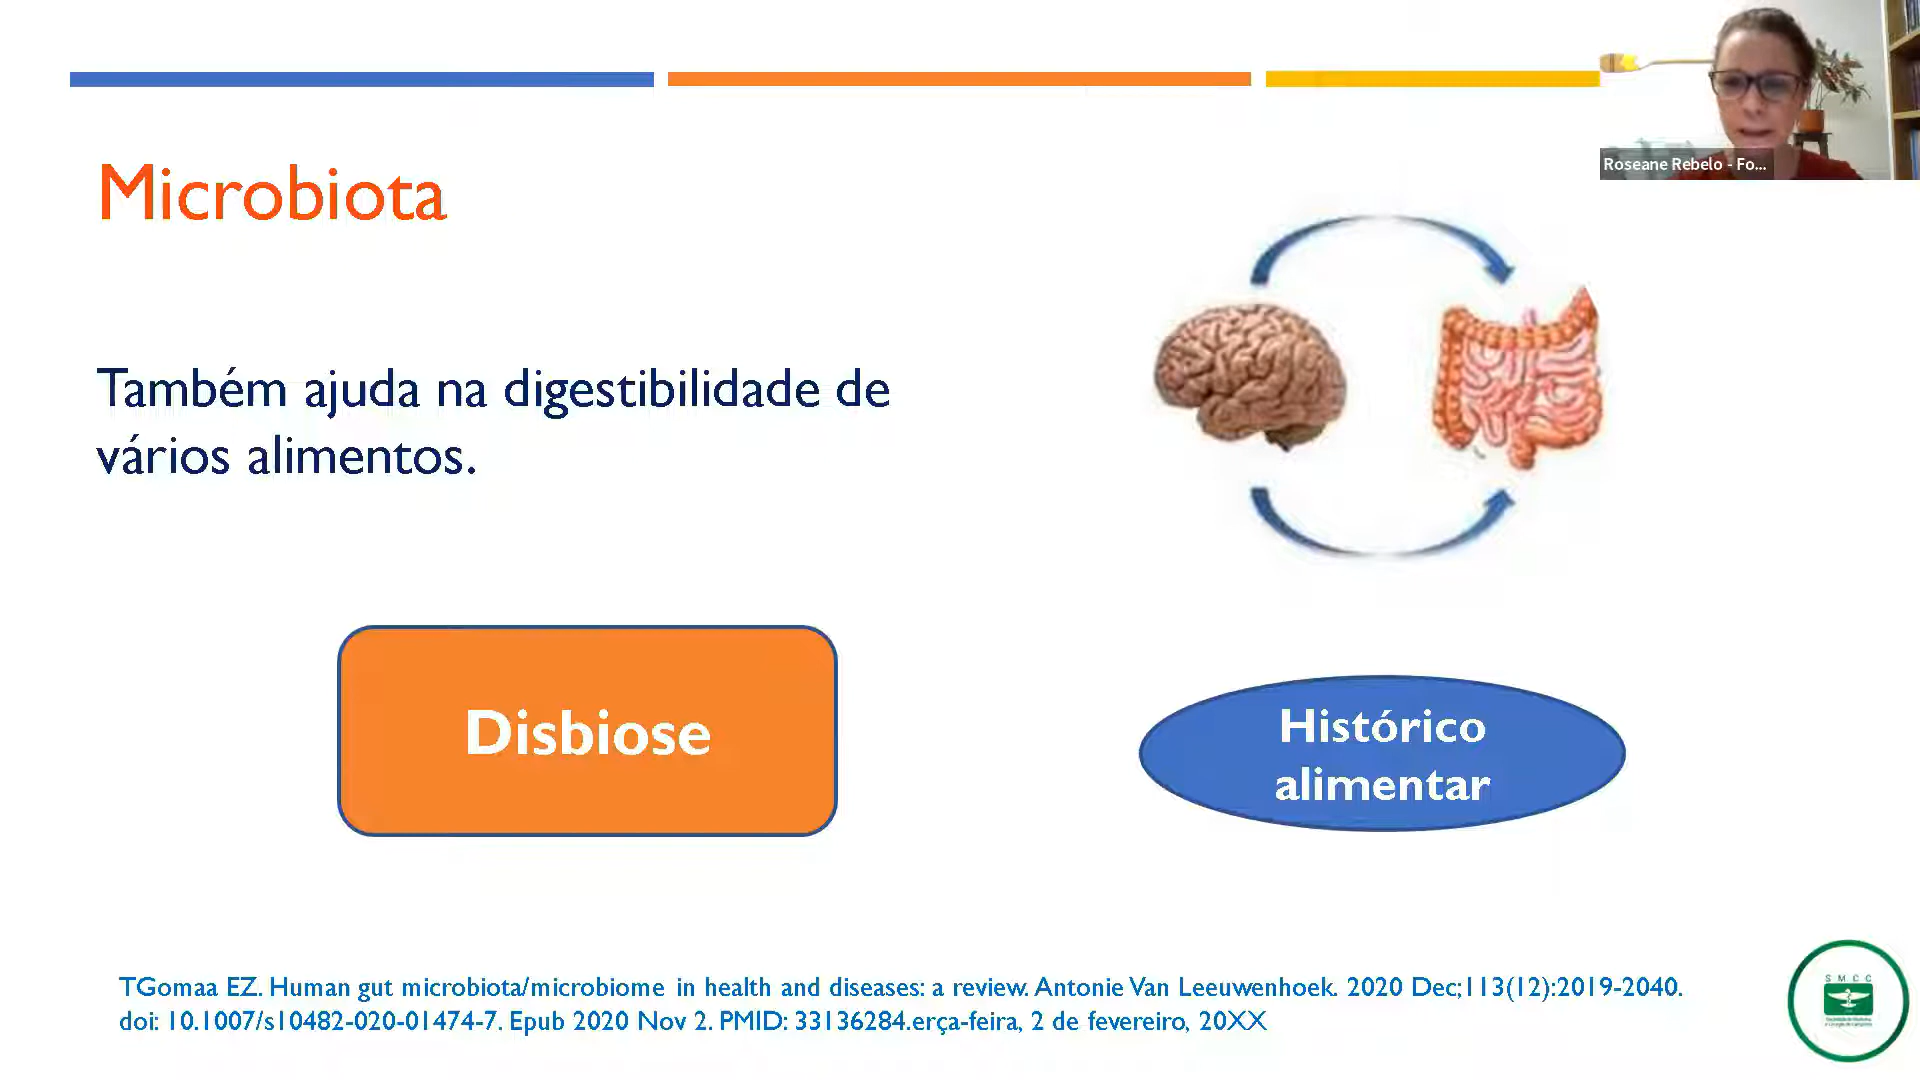 Roseane Rebelo - Fo...
Microbiota
Também ajuda na digestibilidade de
vários alimentos.
Disbiose
Histórico
alimentar
TGomaa EZ. Human gut microbiota/microbiome in health and diseases: a review. Antonie Van Leeuwenhoek. 2020 Dec;113(12):2019-2040.
doi: 10.1007/s10482-020-01474-7. Epub 2020 Nov 2. PMID: 33136284.erça-feira, 2 de fevereiro, 20XX
SMCC